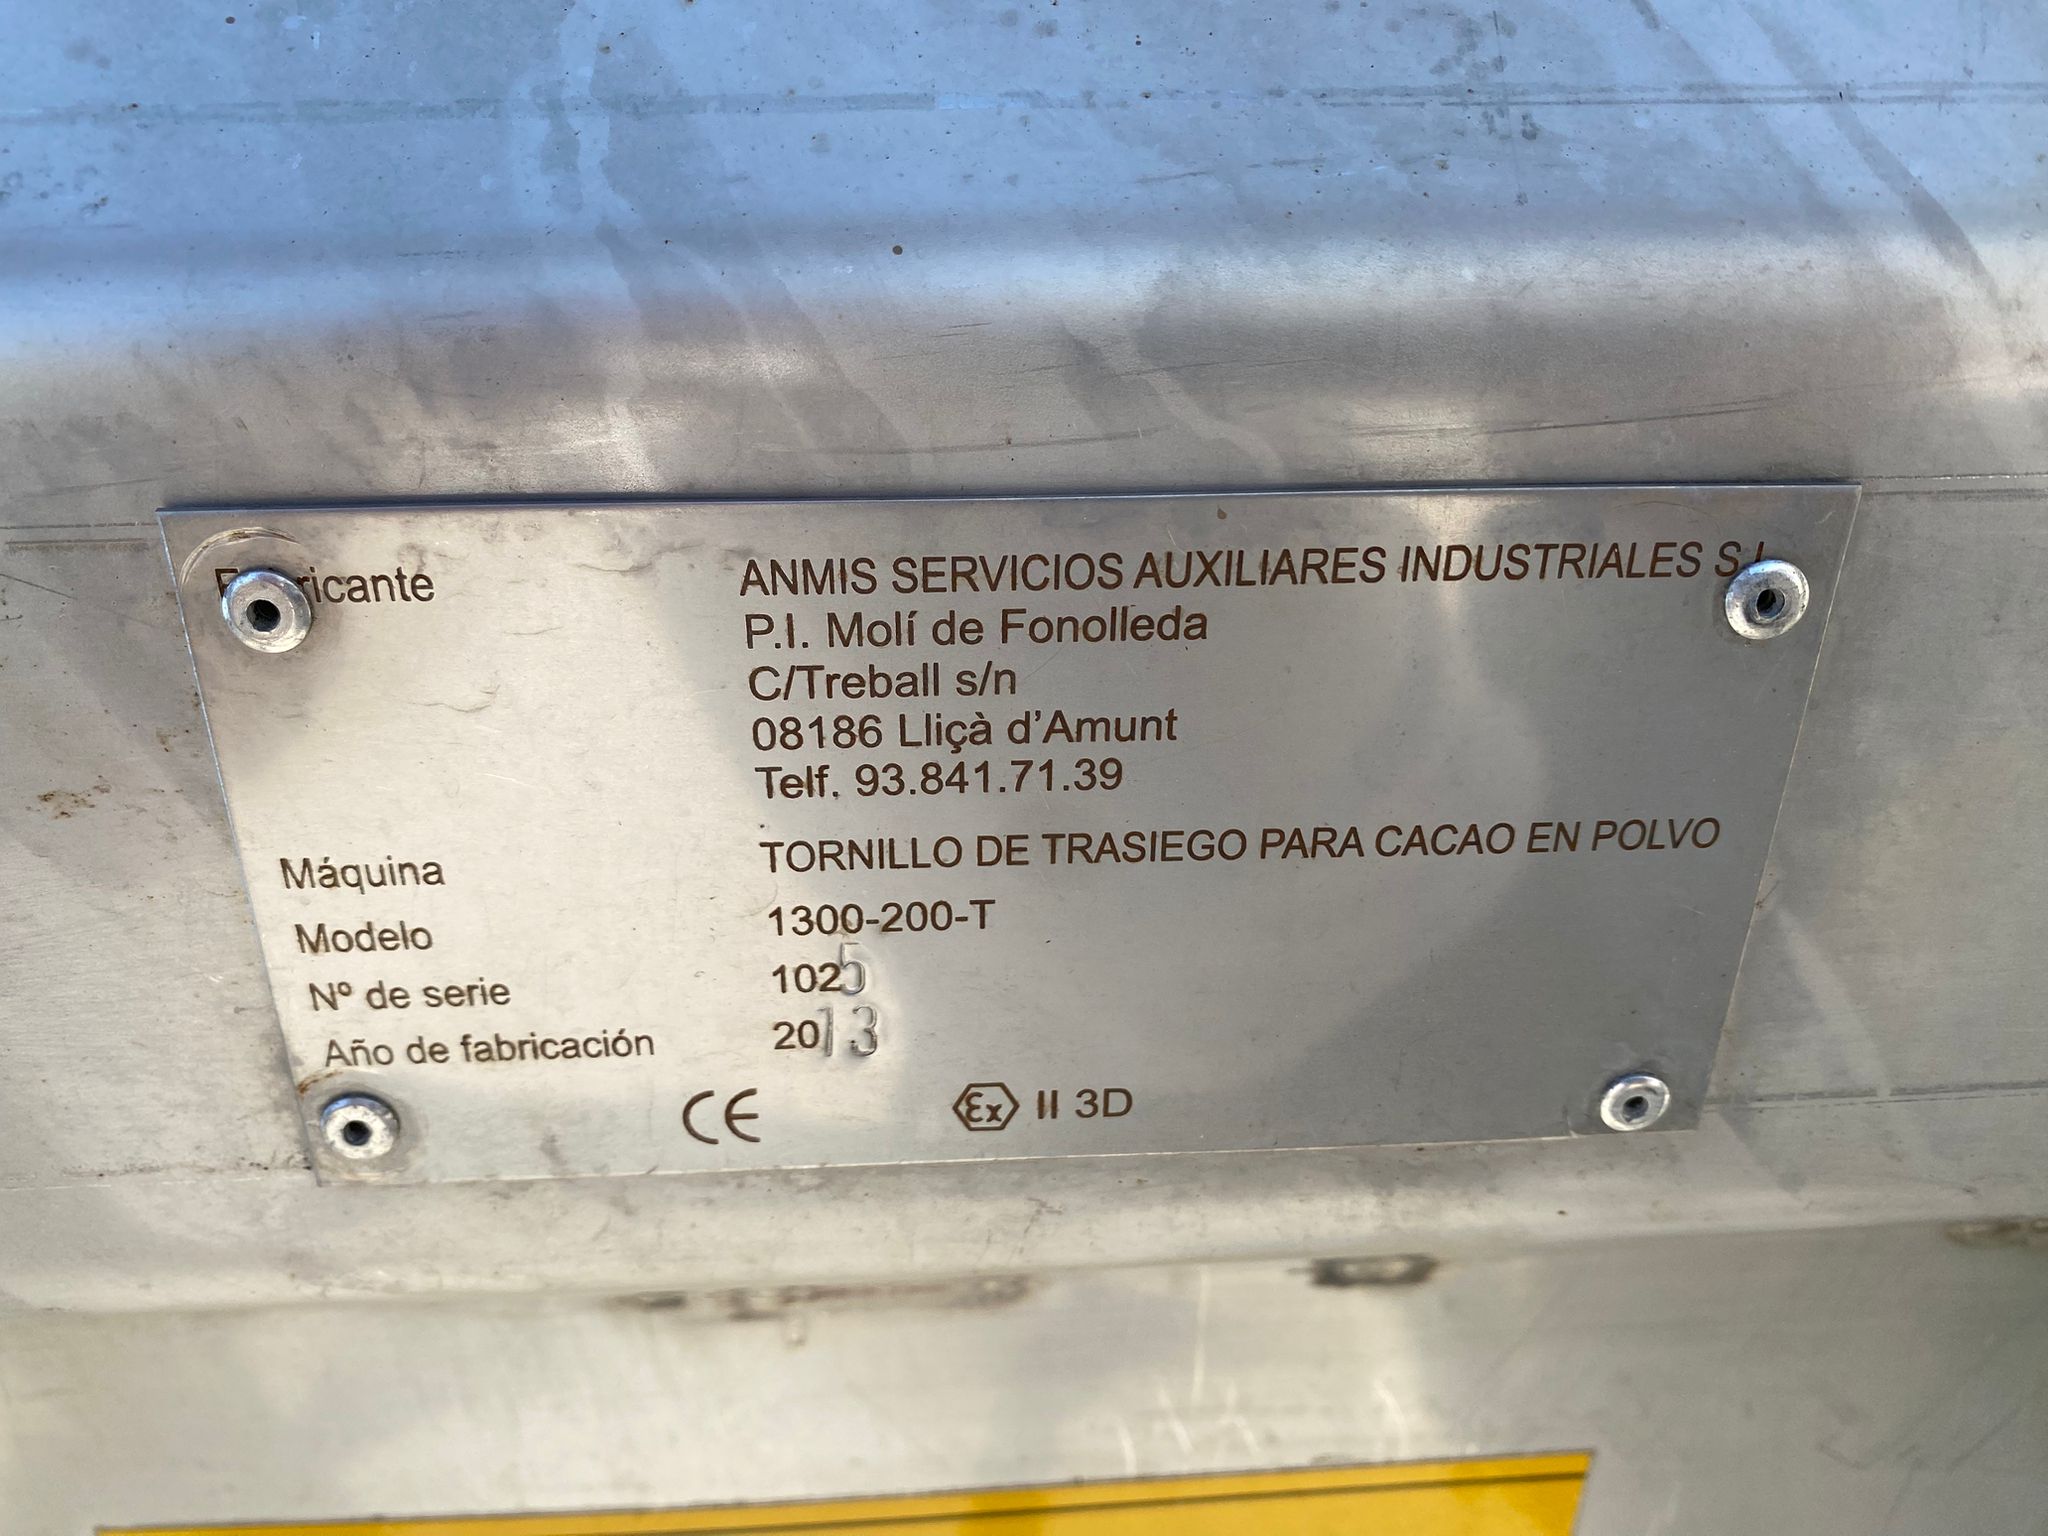 Fabricante ANMIS SERVICIOS AUXILIARES INDUSTRIALES S.L.
P.I. Molí de Fonolleda
C/Treball s/n
08186 Lliçà d'Amunt
Telf. 93.841.71.39
Máquina TORNILLO DE TRASIEGO PARA CACAO EN POLVO
Modelo 1300-200-T
Nº de serie 1025
Año de fabricación 2013
CE Ex II 3D